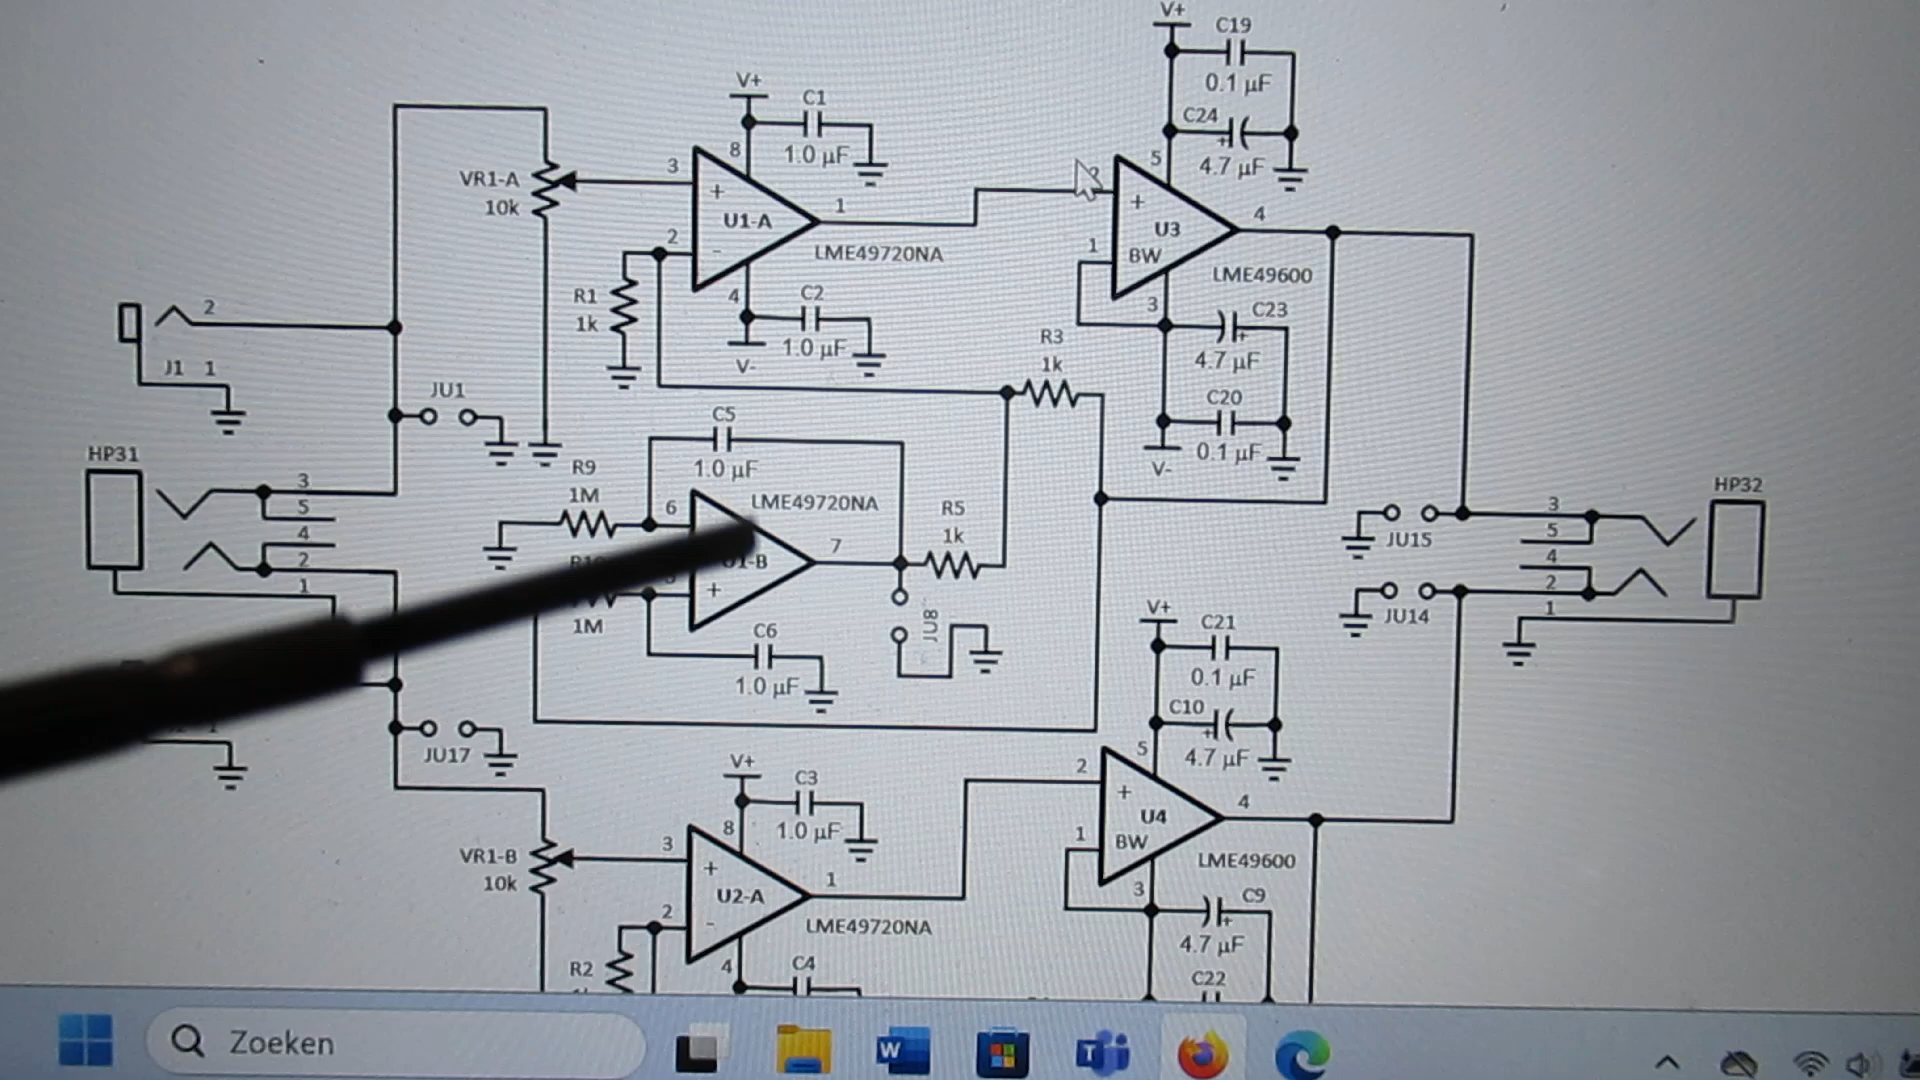 V+
C19
0.1 µF
C24
+
4.7 µF
5
V+
C1
8
1.0 µF
VR1-A
10k
3
+
U1-A
1
2
-
LME49720NA
+
U3
4
1
BW
LME49600
R1
1k
4
C2
1.0 µF
V-
3
C23
+
4.7 µF
R3
1k
C20
0.1 µF
V-
2
J1 1
JU1
HP31
3
5
4
2
1
C5
1.0 µF
R9
1M
6
LME49720NA
7
R5
1k
+
1M
C6
1.0 µF
JU8
HP32
3
5
JU15
4
2
JU14
1
V+
C21
0.1 µF
C10
+
4.7 µF
5
JU17
V+
C3
8
1.0 µF
VR1-B
10k
3
+
U2-A
1
2
-
LME49720NA
2
+
U4
4
1
BW
LME49600
3
C9
+
4.7 µF
C22
R2
4
C4
Zoeken
W
T